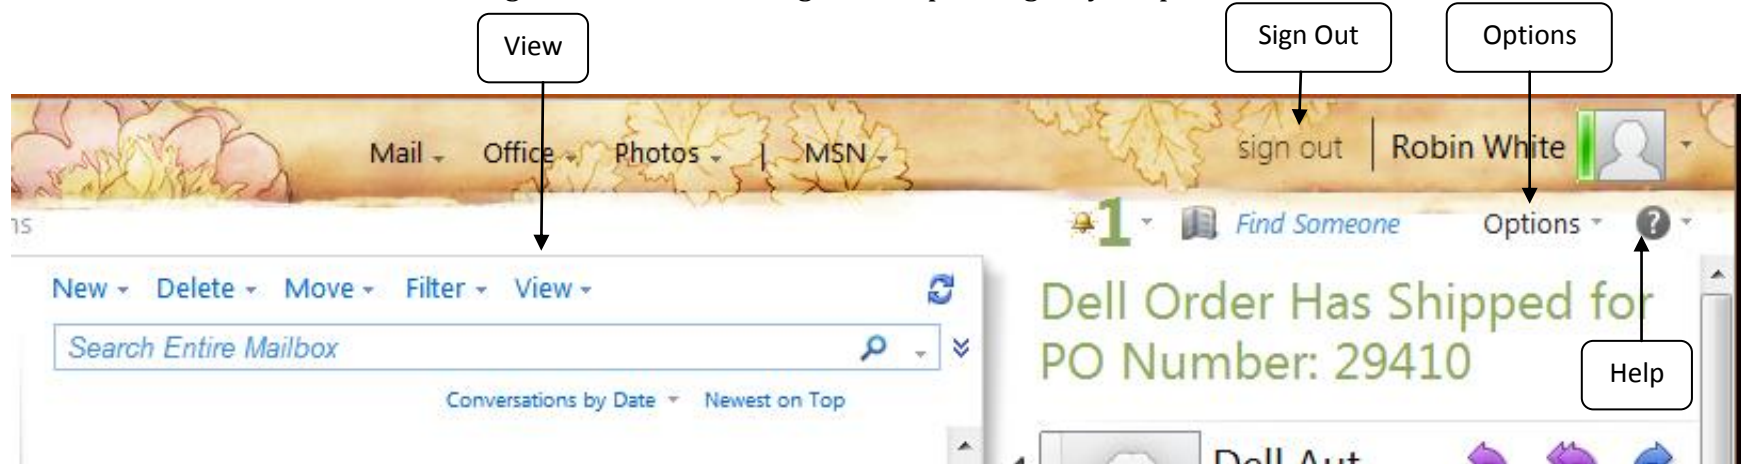 View
Sign Out
Options
Mail Office Photos | MSN
sign out | Robin White
1 Find Someone Options ?
New Delete Move Filter View
Search Entire Mailbox
Conversations by Date Newest on Top
Dell Order Has Shipped for
PO Number: 29410
Help